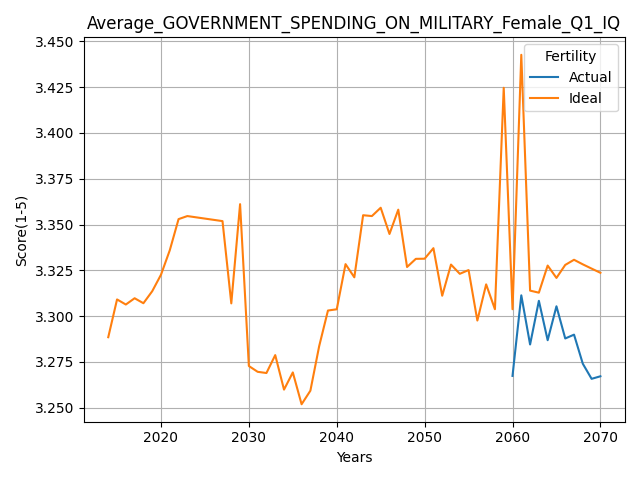 Average_GOVERNMENT_SPENDING_ON_MILITARY_Female_Q1_IQ
Fertility
Actual
Ideal
Score(1-5)
3.450
3.425
3.400
3.375
3.350
3.325
3.300
3.275
3.250
2020 2030 2040 2050 2060 2070
Years